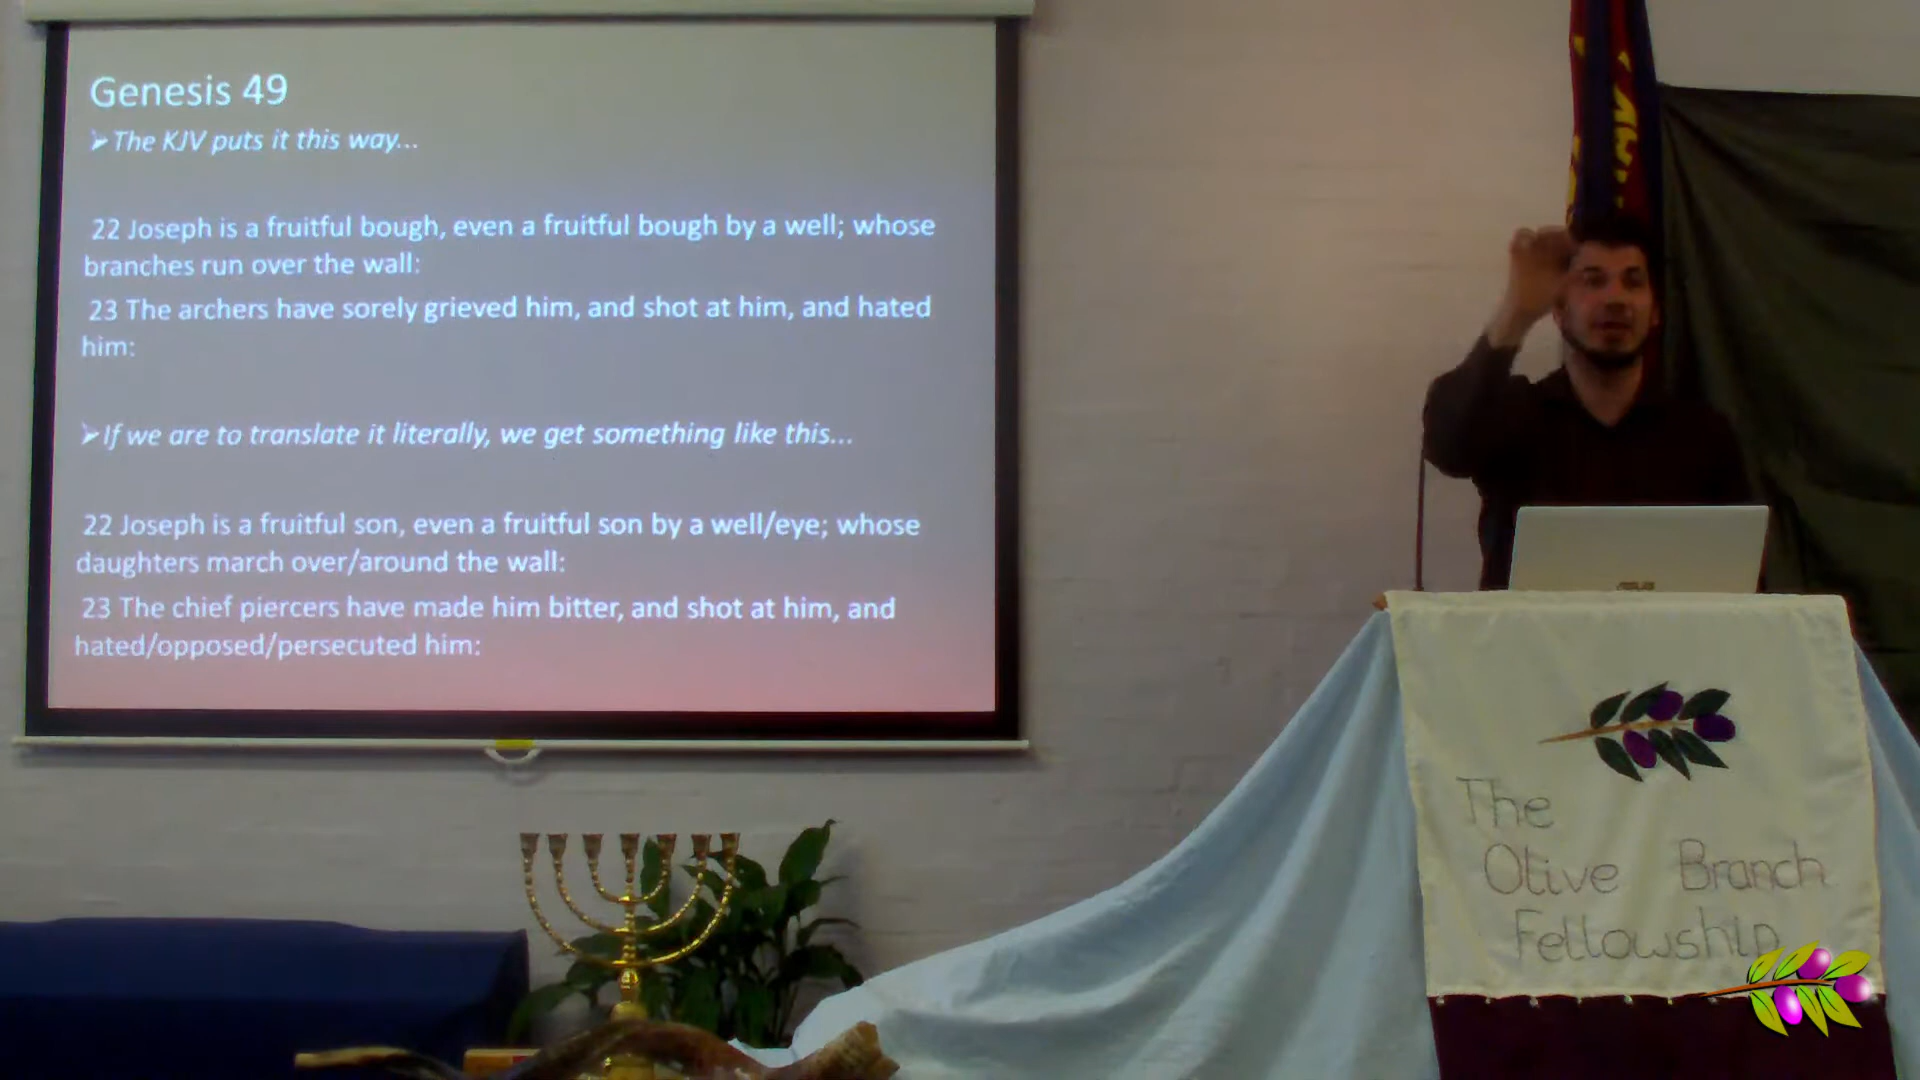 Genesis 49
➢The KJV puts it this way...
22 Joseph is a fruitful bough, even a fruitful bough by a well; whose
branches run over the wall:
23 The archers have sorely grieved him, and shot at him, and hated
him:
➢If we are to translate it literally, we get something like this...
22 Joseph is a fruitful son, even a fruitful son by a well/eye; whose
daughters march over/around the wall:
23 The chief piercers have made him bitter, and shot at him, and
hated/opposed/persecuted him:
ASUS
The
Olive Branch
Fellowship